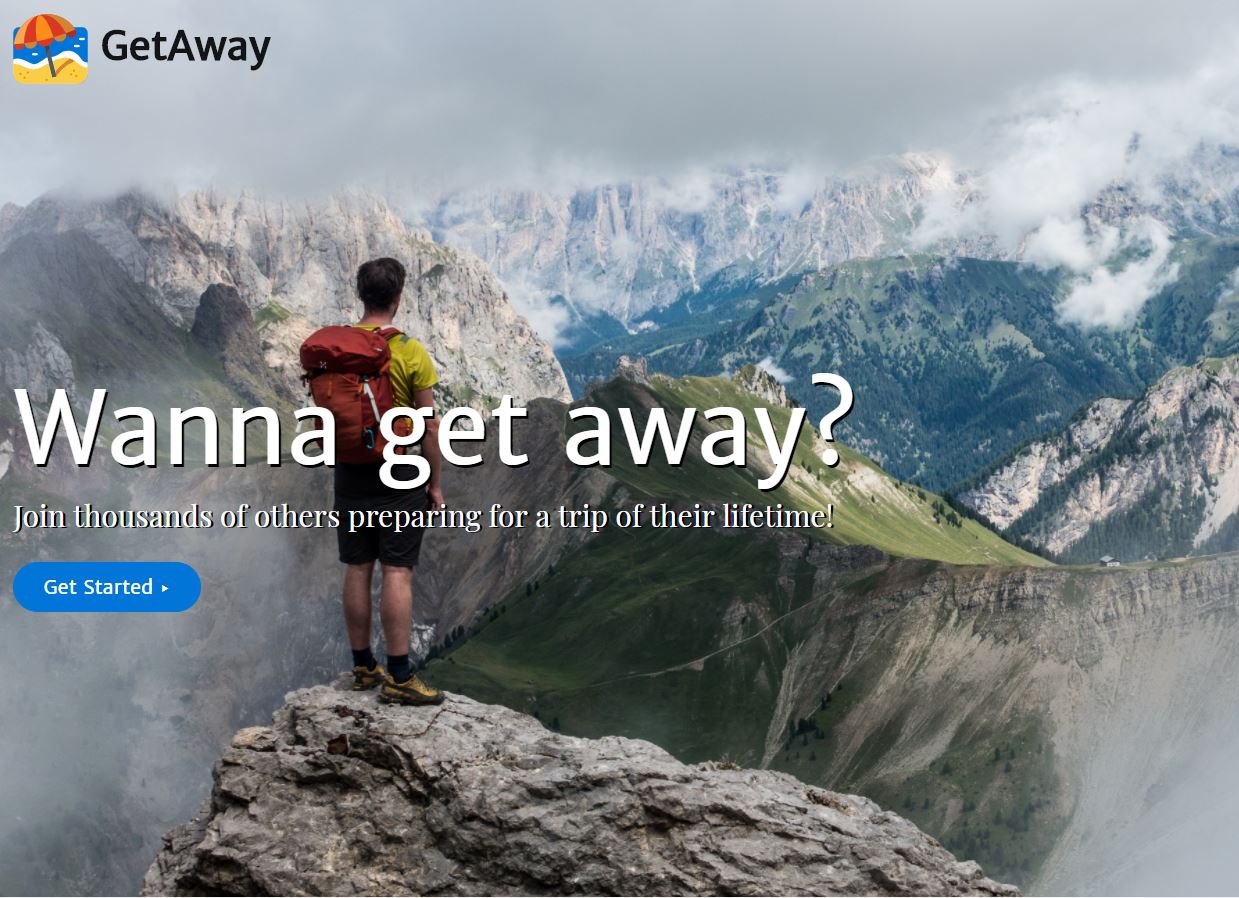 GetAway
Wanna get away?
Join thousands of others preparing for a trip of their lifetime!
Get Started ▸